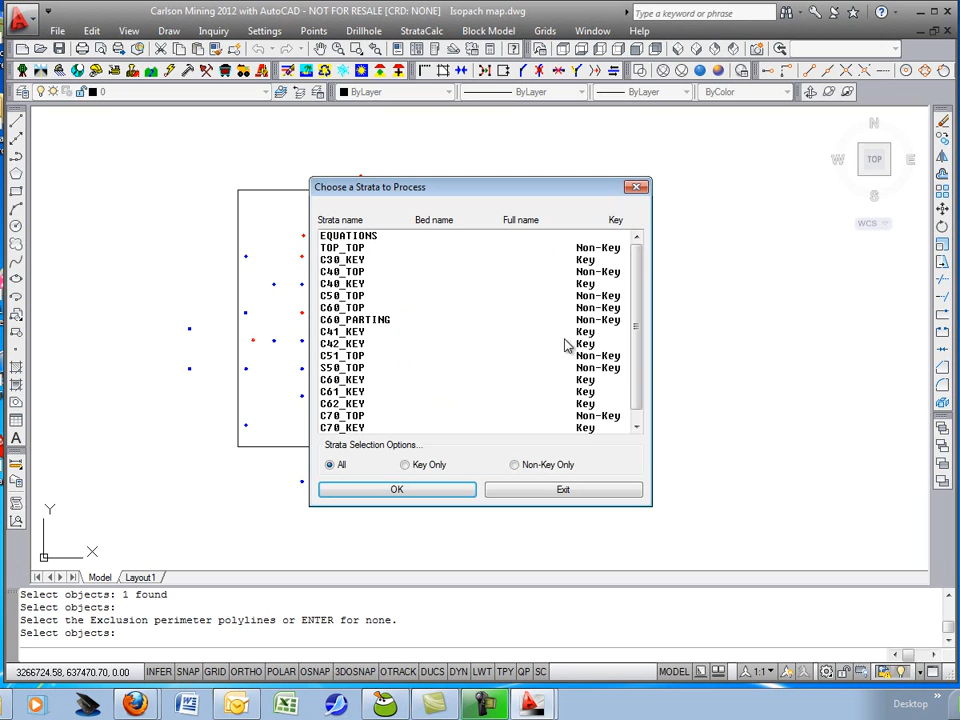 Carlson Mining 2012 with AutoCAD - NOT FOR RESALE [CRD: NONE]    Isopach map.dwg
Type a keyword or phrase
File Edit View Draw Inquiry Settings Points Drillhole StrataCalc Block Model Grids Window Help
0 ByLayer ByLayer ByLayer ByColor
N
W TOP E
S
WCS
Choose a Strata to Process
Strata name Bed name Full name Key
EQUATIONS
TOP_TOP Non-Key
C30_KEY Key
C40_TOP Non-Key
C40_KEY Key
C50_TOP Non-Key
C60_TOP Non-Key
C60_PARTING Non-Key
C41_KEY Key
C42_KEY Key
C51_TOP Non-Key
S50_TOP Non-Key
C60_KEY Key
C61_KEY Key
C62_KEY Key
C70_TOP Non-Key
C70_KEY Key
Strata Selection Options...
All Key Only Non-Key Only
OK Exit
Y
X
Model Layout1
Select objects: 1 found
Select objects:
Select the Exclusion perimeter polylines or ENTER for none.
Select objects:
3266724.58, 637470.70, 0.00 INFER SNAP GRID ORTHO POLAR OSNAP 3DOSNAP OTRACK DUCS DYN LWT TPY QP SC MODEL 1:1
Desktop